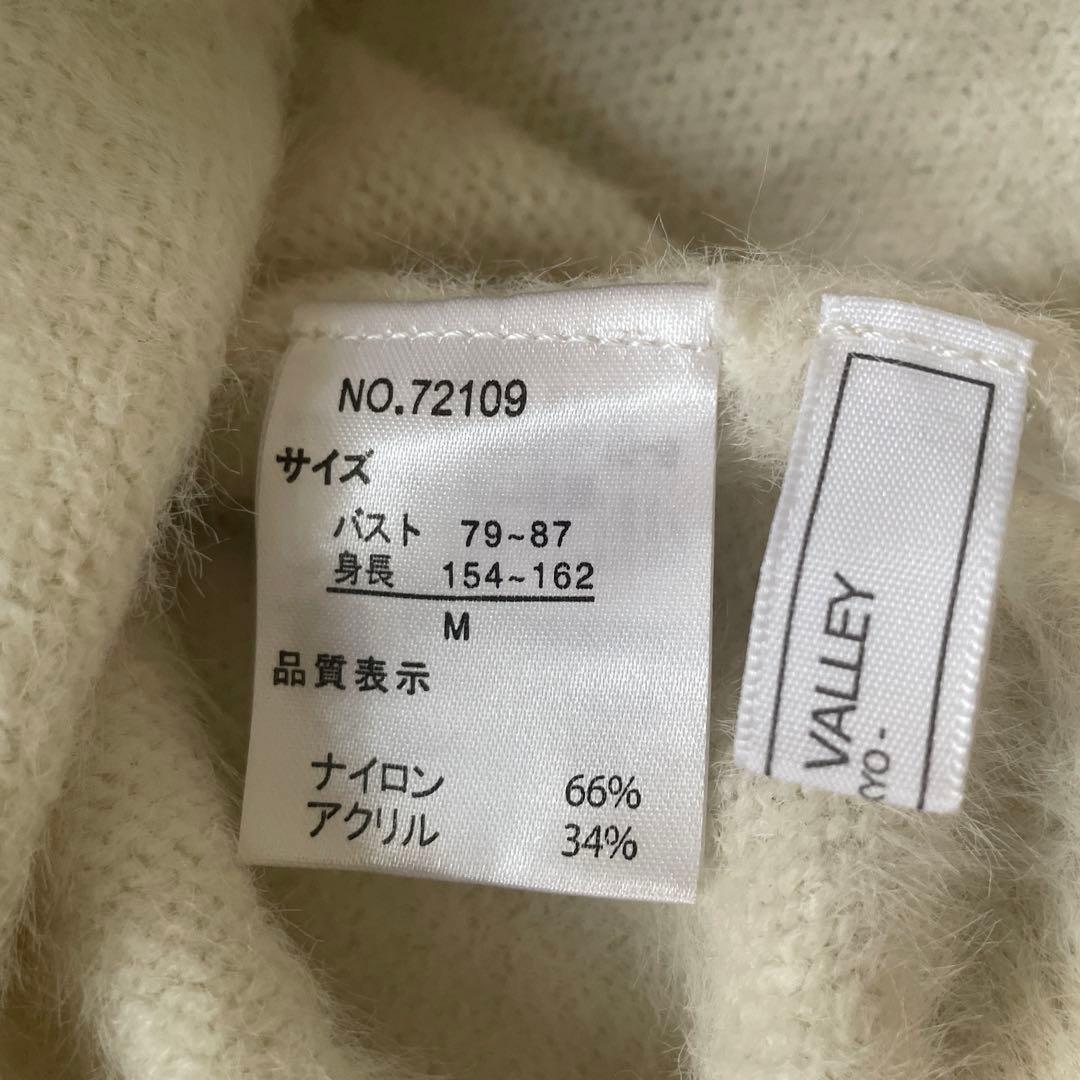 NO.72109
サイズ
バスト 79~87
身長 154~162
M
品質表示
ナイロン 66%
アクリル 34%
VALLEY
KYO -